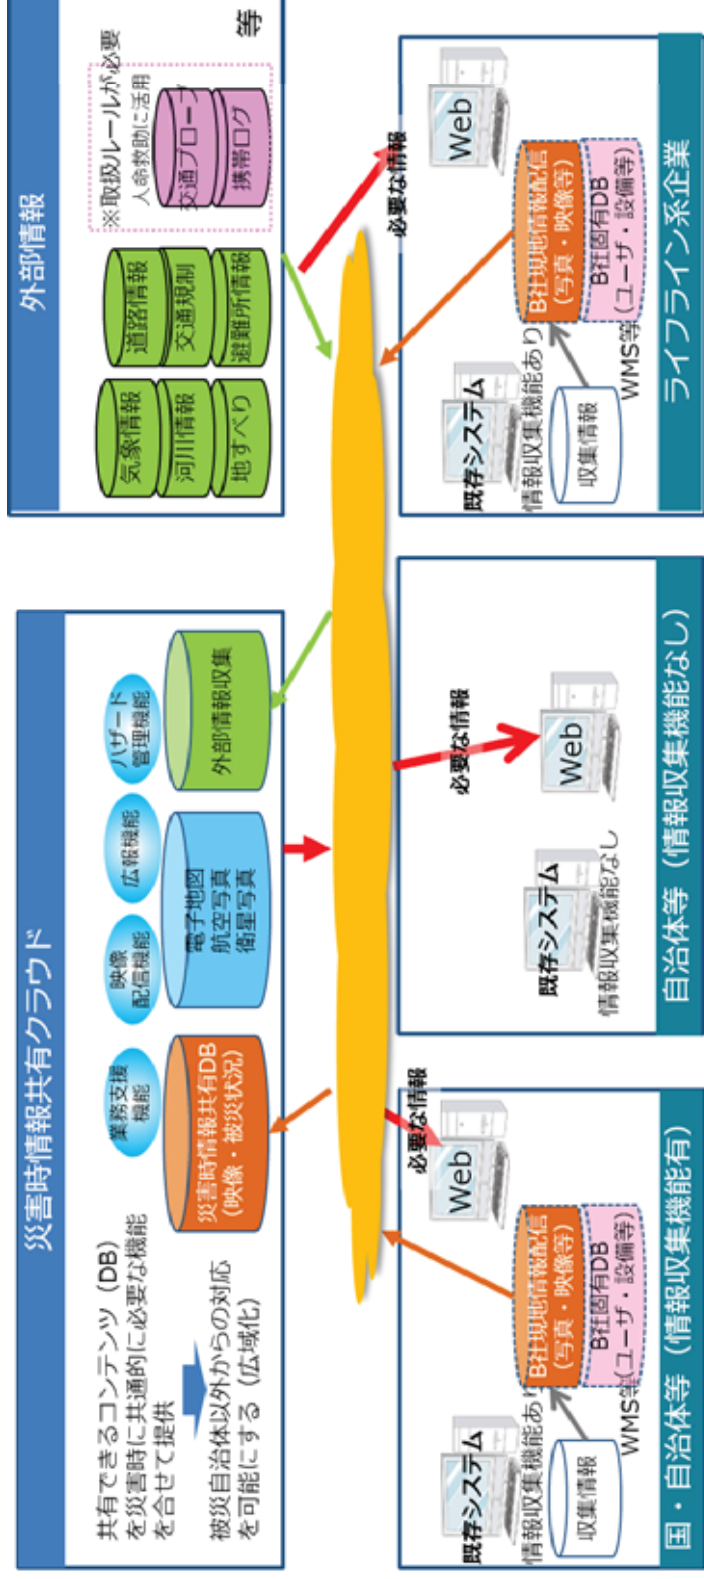 災害時情報共有クラウド
共有できるコンテンツ（DB）
を災害時に共通的に必要な機能
を合せて提供
被災自治体以外からの対応
を可能にする（広域化）
業務支援
機能
映像
配信機能
広報機能
ハザード
管理機能
災害時情報共有DB
（映像・被災状況）
電子地図
航空写真
衛星写真
外部情報収集
外部情報
気象情報
河川情報
地すべり
道路情報
交通規制
避難所情報
※取扱ルールが必要
人命救助に活用
交通プローブ
携帯ログ
等
必要な情報
既存システム
情報収集機能あり
収集情報
Web
B社現地情報配信
（写真・映像等）
B社固有DB
（ユーザ・設備等）
WMS等
国・自治体等（情報収集機能有）
必要な情報
既存システム
情報収集機能なし
Web
自治体等（情報収集機能なし）
必要な情報
既存システム
情報収集機能あり
収集情報
Web
B社現地情報配信
（写真・映像等）
B社固有DB
（ユーザ・設備等）
WMS等
ライフライン系企業